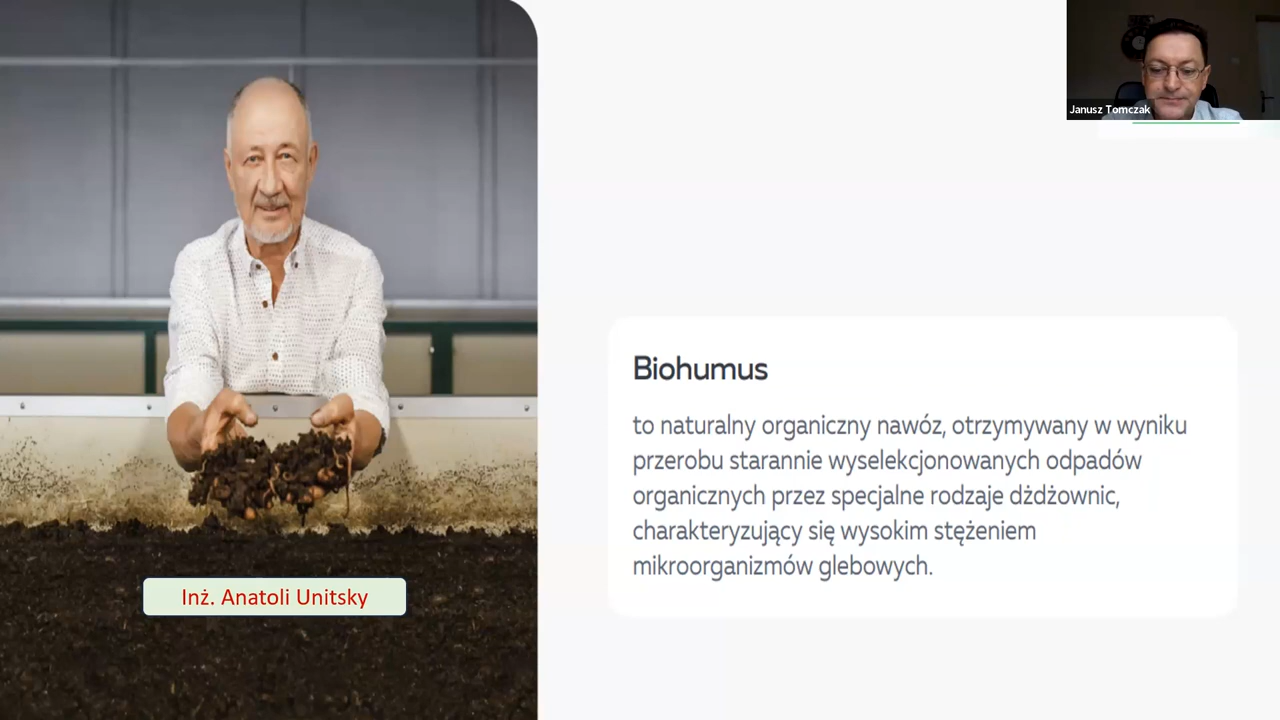 Janusz Tomczak
Biohumus
to naturalny organiczny nawóz, otrzymywany w wyniku
przerobu starannie wyselekcjonowanych odpadów
organicznych przez specjalne rodzaje dżdżownic,
charakteryzujący się wysokim stężeniem
mikroorganizmów glebowych.
Inż. Anatoli Unitsky